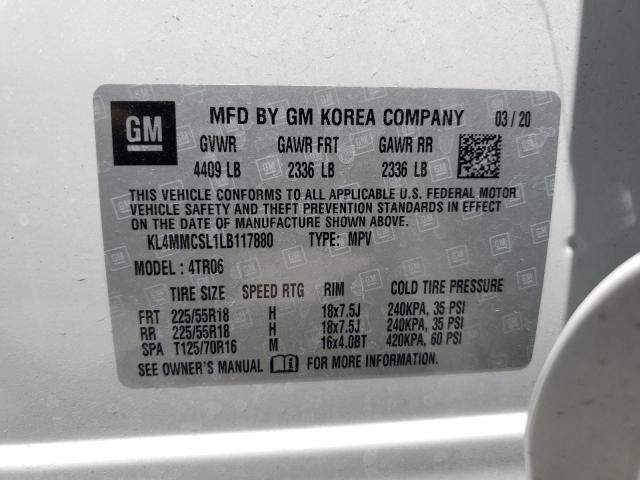 GM MFD BY GM KOREA COMPANY 03 / 20
GVWR GAWR FRT GAWR RR
4409 LB 2336 LB 2336 LB
THIS VEHICLE CONFORMS TO ALL APPLICABLE U.S. FEDERAL MOTOR
VEHICLE SAFETY AND THEFT PREVENTION STANDARDS IN EFFECT
ON THE DATE OF MANUFACTURE SHOWN ABOVE.
KL4MMCSL1LB117880 TYPE: MPV
MODEL : 4TR06
TIRE SIZE SPEED RTG RIM COLD TIRE PRESSURE
FRT 225/55R18 H 18x7.5J 240KPA, 35 PSI
RR 225/55R18 H 18x7.5J 240KPA, 35 PSI
SPA T125/70R16 M 16x4.0BT 420KPA, 60 PSI
SEE OWNER'S MANUAL FOR MORE INFORMATION